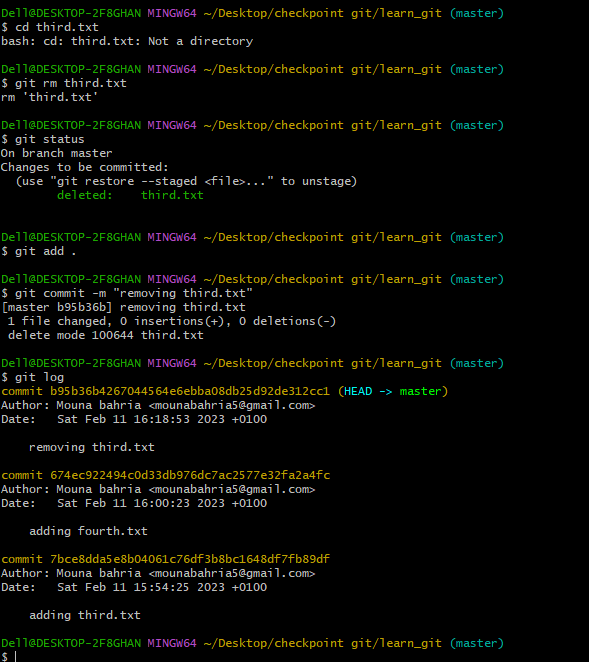 Dell@DESKTOP-2F8GHAN MINGW64 ~/Desktop/checkpoint git/learn_git (master)
$ cd third.txt
bash: cd: third.txt: Not a directory
Dell@DESKTOP-2F8GHAN MINGW64 ~/Desktop/checkpoint git/learn_git (master)
$ git rm third.txt
rm 'third.txt'
Dell@DESKTOP-2F8GHAN MINGW64 ~/Desktop/checkpoint git/learn_git (master)
$ git status
On branch master
Changes to be committed:
  (use "git restore --staged <file>..." to unstage)
        deleted:    third.txt
Dell@DESKTOP-2F8GHAN MINGW64 ~/Desktop/checkpoint git/learn_git (master)
$ git add .
Dell@DESKTOP-2F8GHAN MINGW64 ~/Desktop/checkpoint git/learn_git (master)
$ git commit -m "removing third.txt"
[master b95b36b] removing third.txt
 1 file changed, 0 insertions(+), 0 deletions(-)
 delete mode 100644 third.txt
Dell@DESKTOP-2F8GHAN MINGW64 ~/Desktop/checkpoint git/learn_git (master)
$ git log
commit b95b36b4267044564e6ebba08db25d92de312cc1 (HEAD -> master)
Author: Mouna bahria <mounabahria5@gmail.com>
Date:   Sat Feb 11 16:18:53 2023 +0100
    removing third.txt
commit 674ec922494c0d33db976dc7ac2577e32fa2a4fc
Author: Mouna bahria <mounabahria5@gmail.com>
Date:   Sat Feb 11 16:00:23 2023 +0100
    adding fourth.txt
commit 7bce8dda5e8b04061c76df3b8bc1648df7fb89df
Author: Mouna bahria <mounabahria5@gmail.com>
Date:   Sat Feb 11 15:54:25 2023 +0100
    adding third.txt
Dell@DESKTOP-2F8GHAN MINGW64 ~/Desktop/checkpoint git/learn_git (master)
$